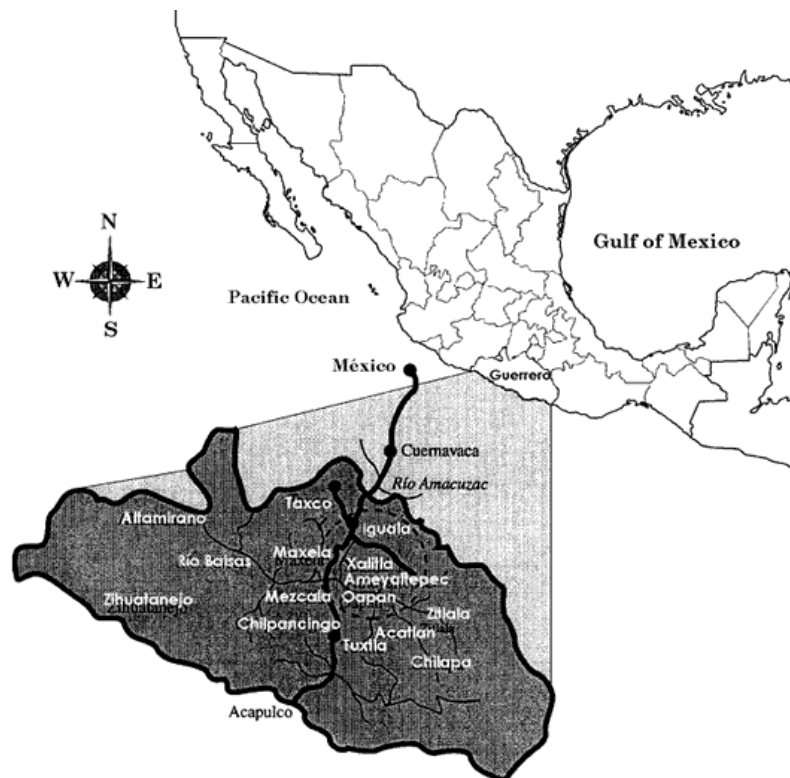 N
W
E
S
Gulf of Mexico
Pacific Ocean
México
Guerrero
Cuernavaca
Río Amacuzac
Taxco
Altamirano
Iguala
Río Balsas
Maxela
Xalitla
Ameyaltepec
Zihuatanejo
Mezcala
Oapan
Zitlala
Chilpancingo
Acatlan
Tuxtla
Chilapa
Acapulco